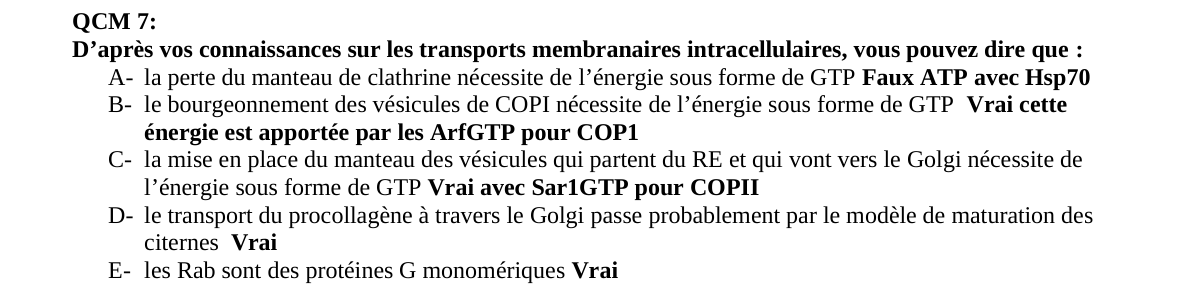 QCM 7:
D’après vos connaissances sur les transports membranaires intracellulaires, vous pouvez dire que :
A- la perte du manteau de clathrine nécessite de l’énergie sous forme de GTP Faux ATP avec Hsp70
B- le bourgeonnement des vésicules de COPI nécessite de l’énergie sous forme de GTP Vrai cette
énergie est apportée par les ArfGTP pour COP1
C- la mise en place du manteau des vésicules qui partent du RE et qui vont vers le Golgi nécessite de
l’énergie sous forme de GTP Vrai avec Sar1GTP pour COPII
D- le transport du procollagène à travers le Golgi passe probablement par le modèle de maturation des
citernes Vrai
E- les Rab sont des protéines G monomériques Vrai